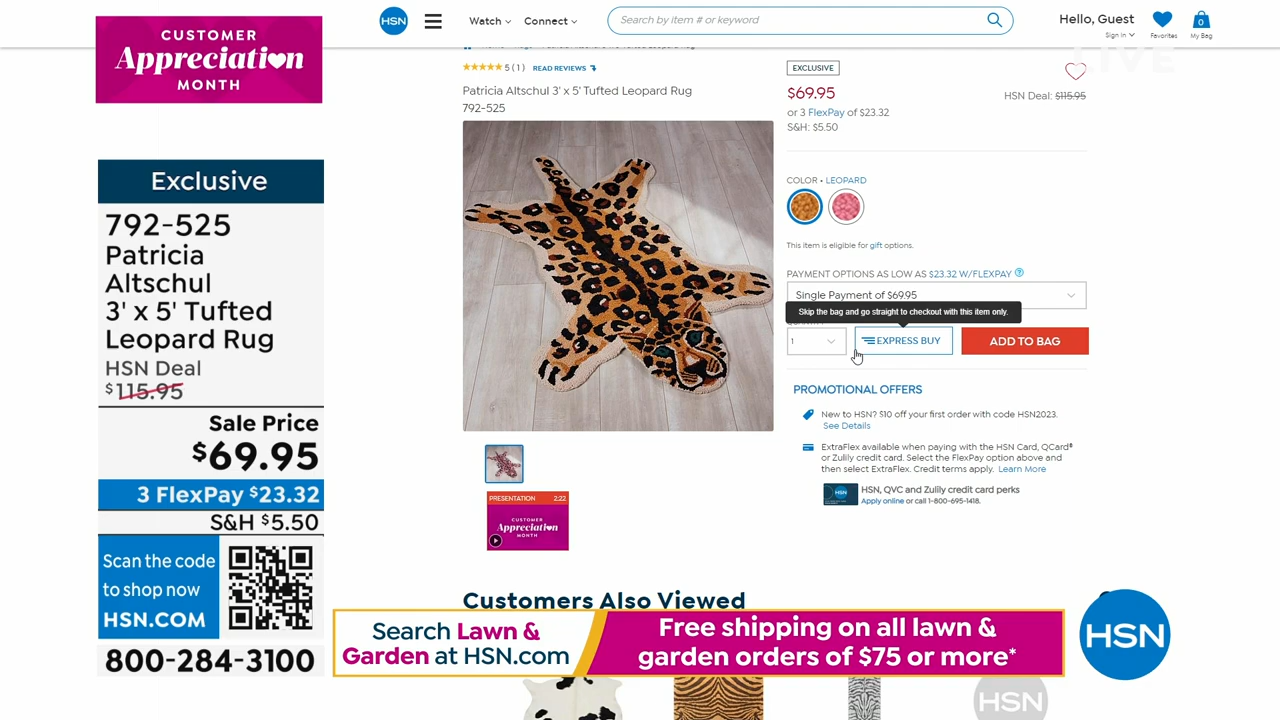 CUSTOMER
Appreciation
MONTH
Exclusive
792-525
Patricia
Altschul
3' x 5' Tufted
Leopard Rug
HSN Deal
$115.95
Sale Price
$69.95
3 FlexPay $23.32
S&H $5.50
Scan the code
to shop now
HSN.COM
800-284-3100
HSN
Watch
Connect
Search by item # or keyword
Hello, Guest
Sign In
Favorites
0
My Bag
LIVE
5 (1)
READ REVIEWS
Patricia Altschul 3' x 5' Tufted Leopard Rug
792-525
EXCLUSIVE
$69.95
HSN Deal: $115.95
or 3 FlexPay of $23.32
S&H: $5.50
COLOR • LEOPARD
This item is eligible for gift options.
PAYMENT OPTIONS AS LOW AS $23.32 W/FLEXPAY
Single Payment of $69.95
Skip the bag and go straight to checkout with this item only.
1
EXPRESS BUY
ADD TO BAG
PROMOTIONAL OFFERS
New to HSN? $10 off your first order with code HSN2023.
See Details
ExtraFlex available when paying with the HSN Card, QCard®
or Zulily credit card. Select the FlexPay option above and
then select ExtraFlex. Credit terms apply. Learn More
HSN
HSN, QVC and Zulily credit card perks
Apply online or call 1-800-695-1418.
PRESENTATION 2:22
CUSTOMER
Appreciation
MONTH
Customers Also Viewed
Search Lawn &
Garden at HSN.com
Free shipping on all lawn &
garden orders of $75 or more*
HSN
HSN